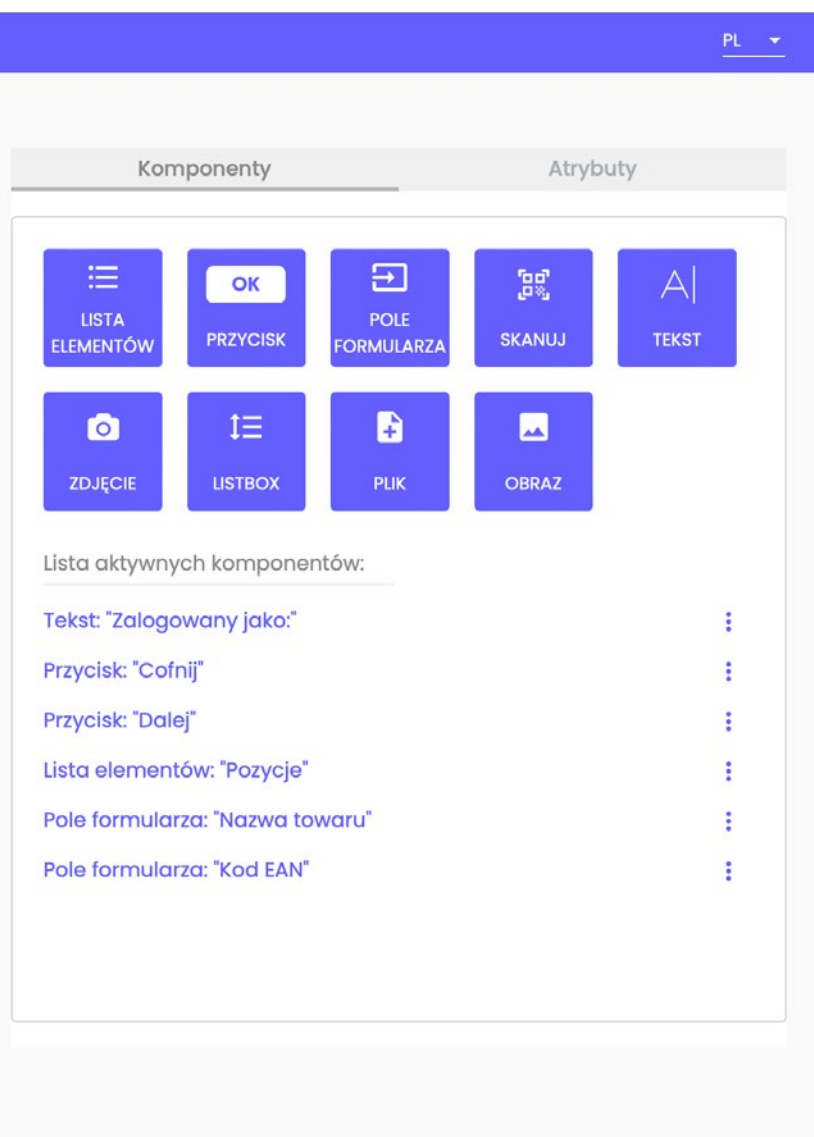 PL
Komponenty
Atrybuty
LISTA
ELEMENTÓW
OK
PRZYCISK
POLE
FORMULARZA
SKANUJ
A|
TEKST
ZDJĘCIE
LISTBOX
PLIK
OBRAZ
Lista aktywnych komponentów:
Tekst: "Zalogowany jako:"
Przycisk: "Cofnij"
Przycisk: "Dalej"
Lista elementów: "Pozycje"
Pole formularza: "Nazwa towaru"
Pole formularza: "Kod EAN"